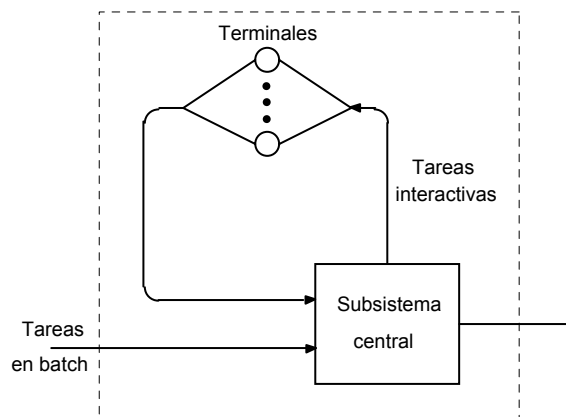 Terminales
Tareas
interactivas
Subsistema
central
Tareas
en batch